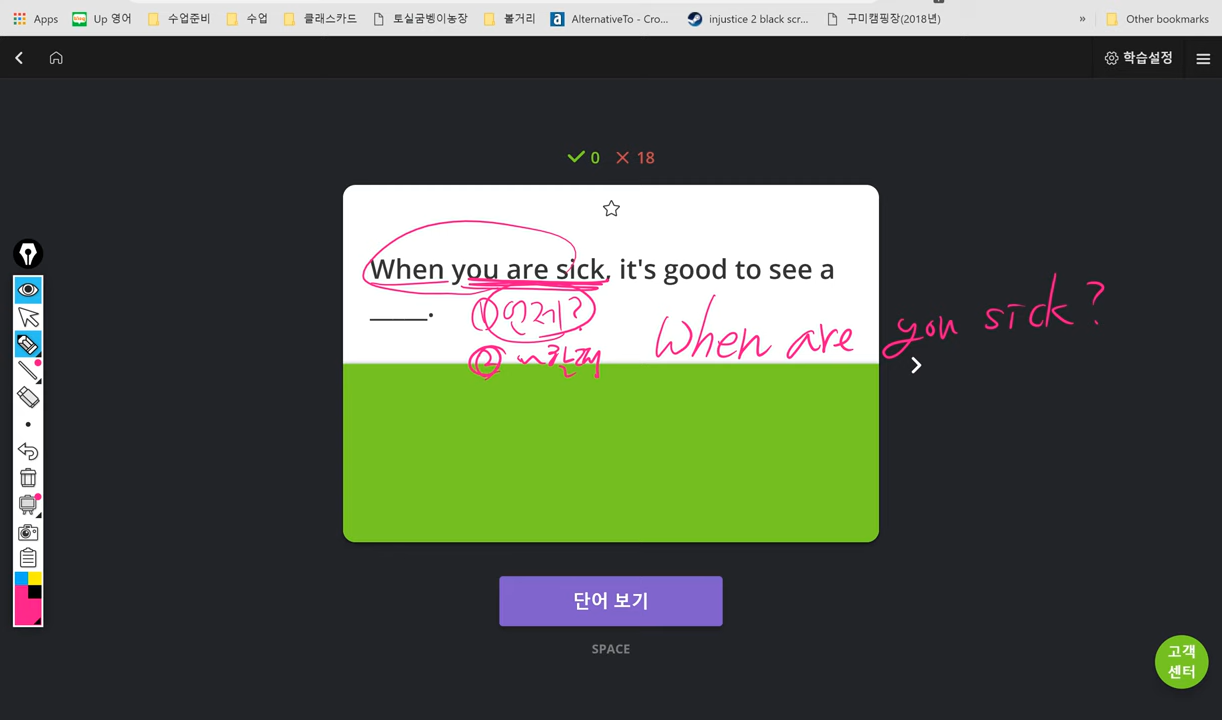 Apps Up 영어 수업준비 수업 클래스카드 토실굼벵이농장 볼거리 AlternativeTo - Cro... injustice 2 black scr... 구미캠핑장(2018년) » Other bookmarks
학습설정
0 18
When you are sick, it's good to see a
_____.
① 언제?
② ~할 때
When are you sick?
단어 보기
SPACE
고객
센터